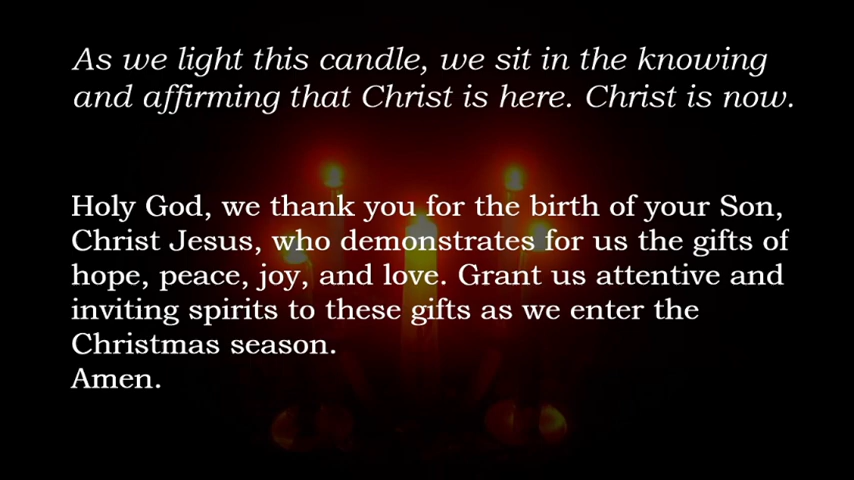 As we light this candle, we sit in the knowing
and affirming that Christ is here. Christ is now.
Holy God, we thank you for the birth of your Son,
Christ Jesus, who demonstrates for us the gifts of
hope, peace, joy, and love. Grant us attentive and
inviting spirits to these gifts as we enter the
Christmas season.
Amen.